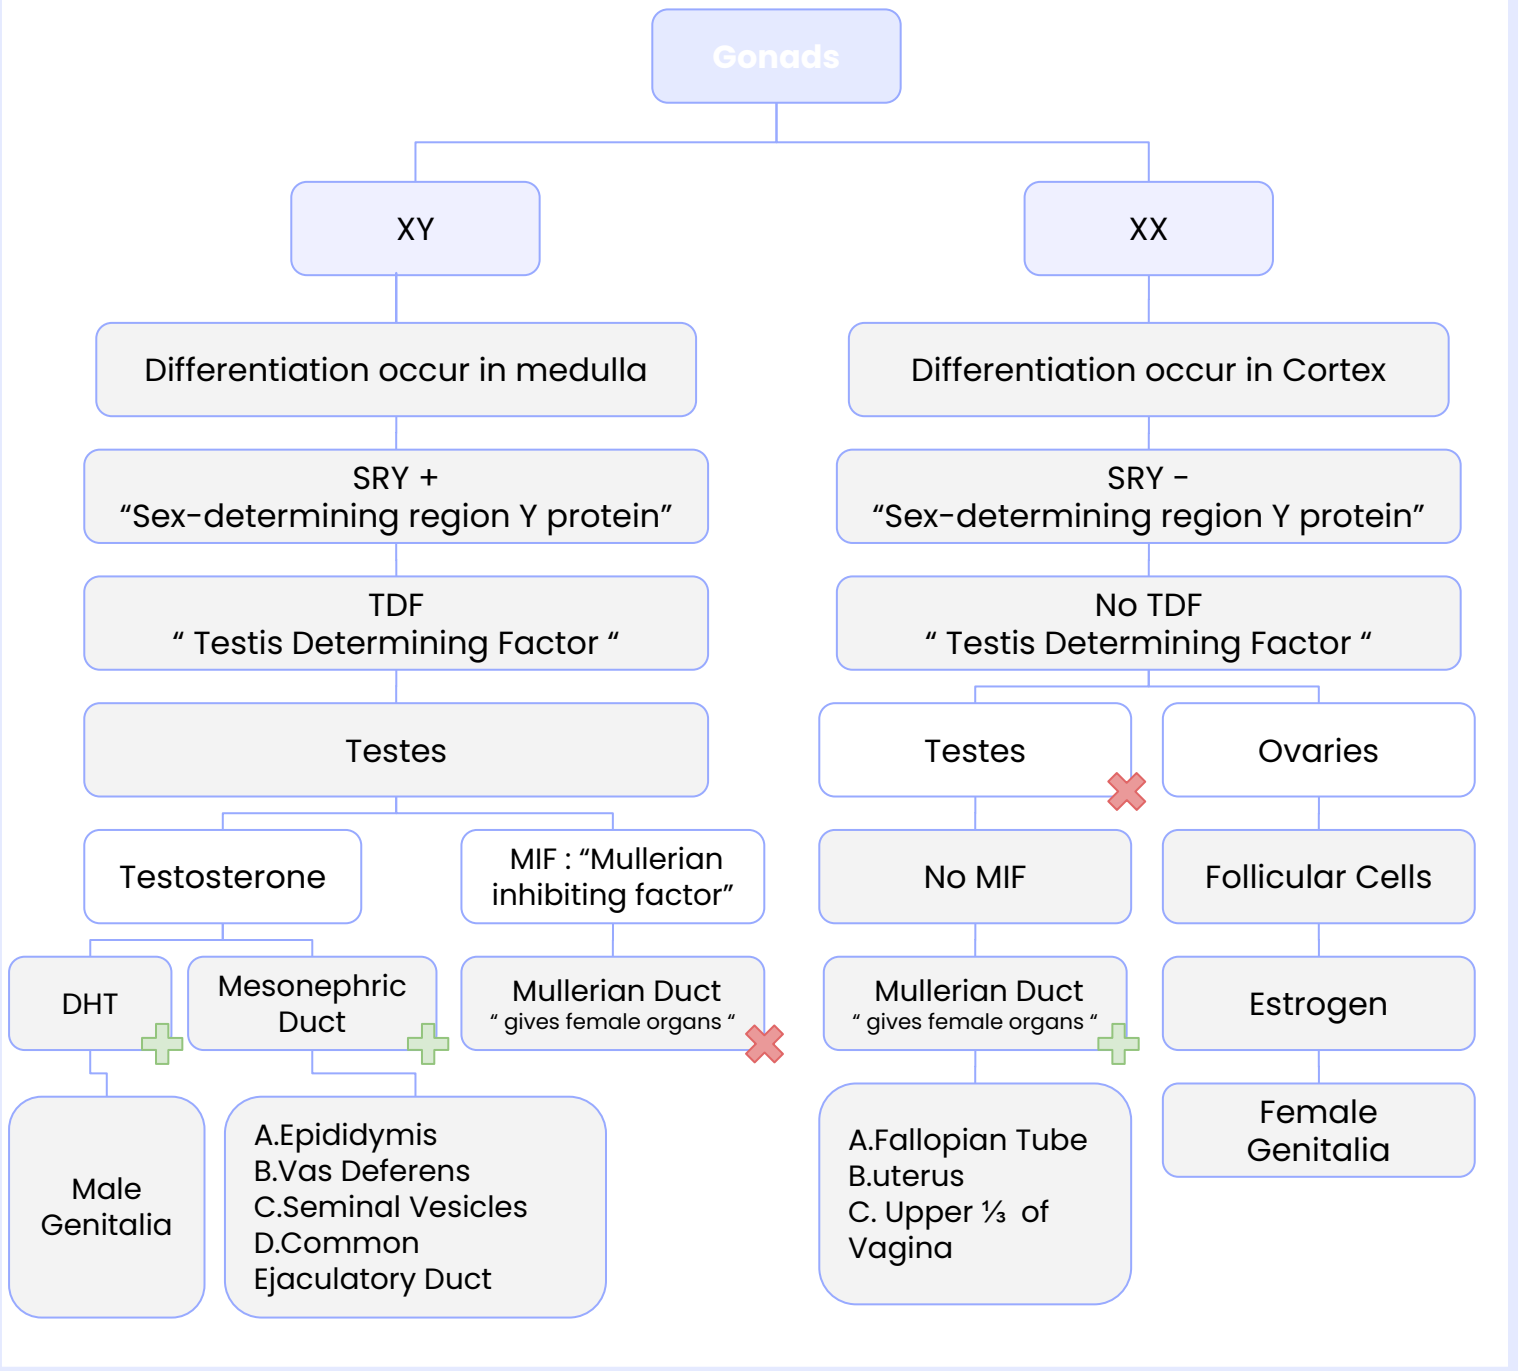 Gonads
XY
XX
Differentiation occur in medulla
Differentiation occur in Cortex
SRY +
“Sex-determining region Y protein”
SRY -
“Sex-determining region Y protein”
TDF
“ Testis Determining Factor “
No TDF
“ Testis Determining Factor “
Testes
Testes
Ovaries
Testosterone
MIF : “Mullerian
inhibiting factor”
No MIF
Follicular Cells
DHT
Mesonephric
Duct
Mullerian Duct
“ gives female organs “
Mullerian Duct
“ gives female organs “
Estrogen
Male
Genitalia
A.Epididymis
B.Vas Deferens
C.Seminal Vesicles
D.Common
Ejaculatory Duct
A.Fallopian Tube
B.uterus
C. Upper ⅓ of
Vagina
Female
Genitalia